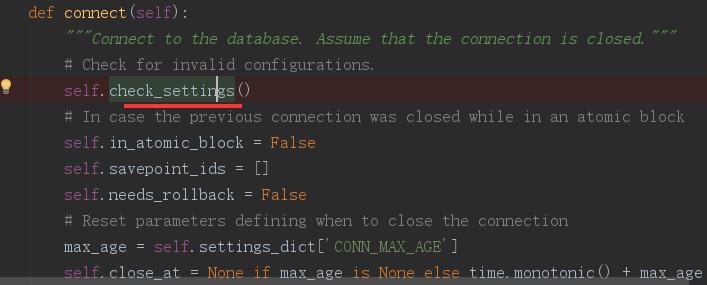 def connect(self):
"""Connect to the database. Assume that the connection is closed."""
# Check for invalid configurations.
self.check_settings()
# In case the previous connection was closed while in an atomic block
self.in_atomic_block = False
self.savepoint_ids = []
self.needs_rollback = False
# Reset parameters defining when to close the connection
max_age = self.settings_dict['CONN_MAX_AGE']
self.close_at = None if max_age is None else time.monotonic() + max_age